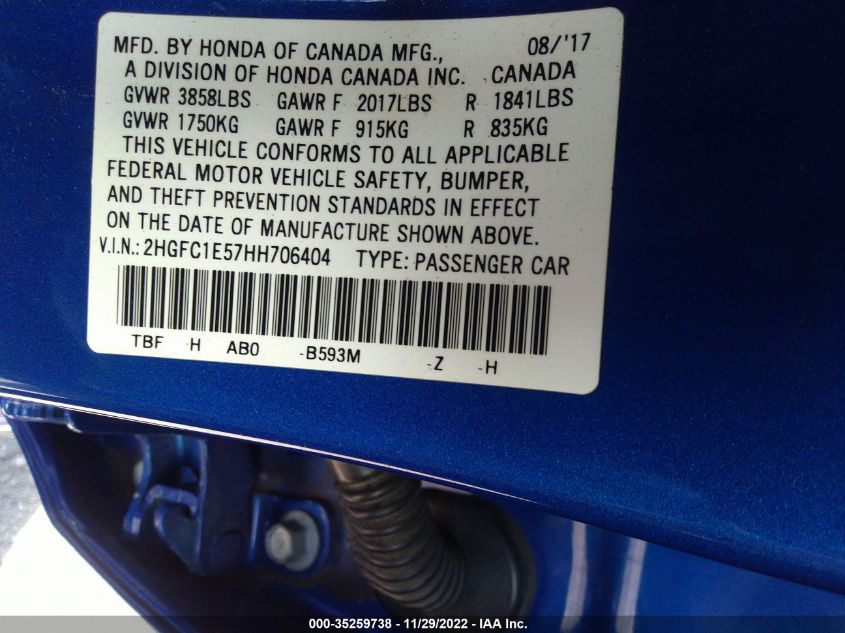 MFD. BY HONDA OF CANADA MFG., 08/'17
A DIVISION OF HONDA CANADA INC. CANADA
GVWR 3858LBS GAWR F 2017LBS R 1841LBS
GVWR 1750KG GAWR F 915KG R 835KG
THIS VEHICLE CONFORMS TO ALL APPLICABLE
FEDERAL MOTOR VEHICLE SAFETY, BUMPER,
AND THEFT PREVENTION STANDARDS IN EFFECT
ON THE DATE OF MANUFACTURE SHOWN ABOVE.
V.I.N.: 2HGFC1E57HH706404 TYPE: PASSENGER CAR
TBF H AB0 -B593M -Z -H
000-35259738 - 11/29/2022 - IAA Inc.